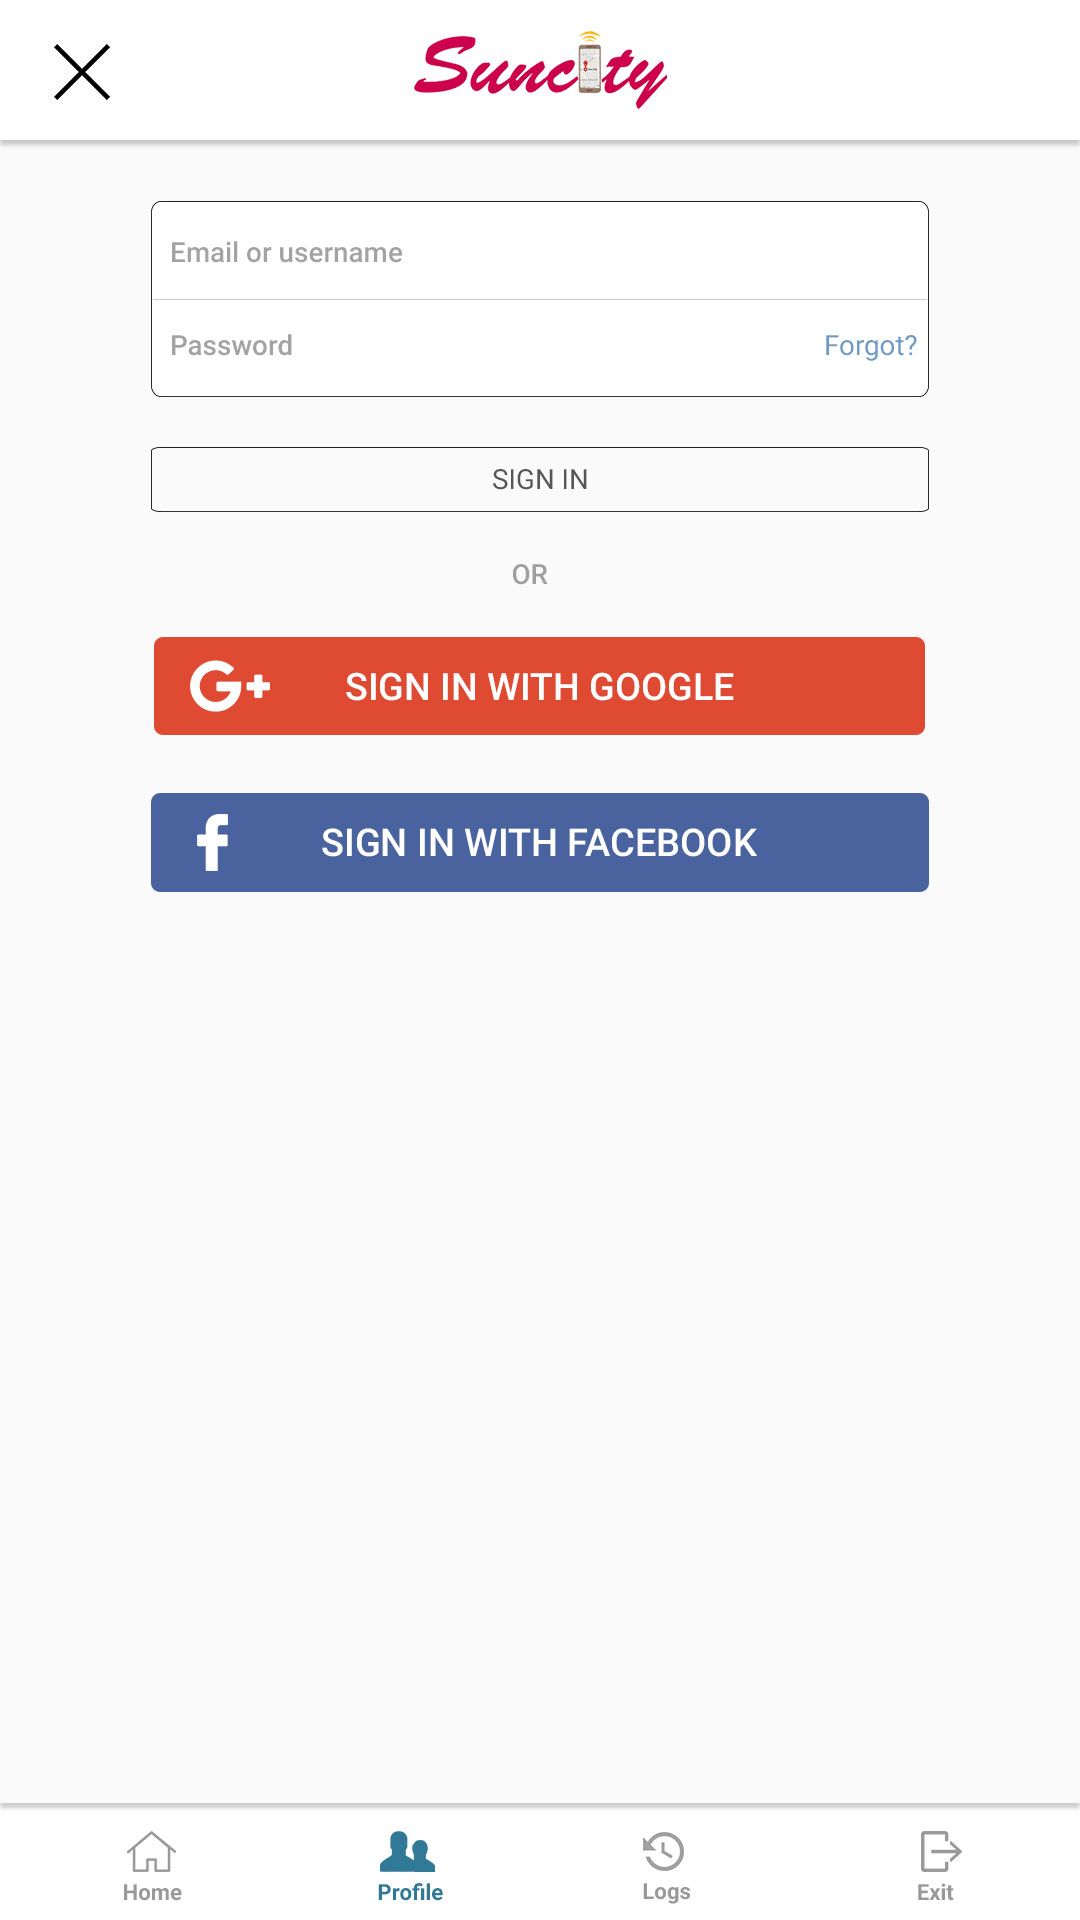 Suncity
Email or username
Password Forgot?
SIGN IN
OR
G+ SIGN IN WITH GOOGLE
f SIGN IN WITH FACEBOOK
Home Profile Logs Exit